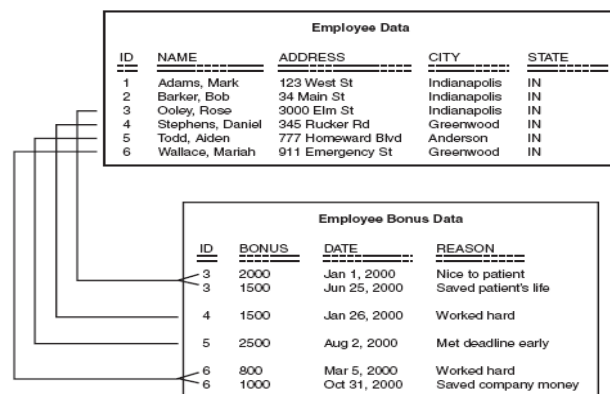 Employee Data
ID NAME ADDRESS CITY STATE
1 Adams, Mark 123 West St Indianapolis IN
2 Barker, Bob 34 Main St Indianapolis IN
3 Ooley, Rose 3000 Elm St Indianapolis IN
4 Stephens, Daniel 345 Rucker Rd Greenwood IN
5 Todd, Aiden 777 Homeward Blvd Anderson IN
6 Wallace, Mariah 911 Emergency St Greenwood IN
Employee Bonus Data
ID BONUS DATE REASON
3 2000 Jan 1, 2000 Nice to patient
3 1500 Jun 25, 2000 Saved patient's life
4 1500 Jan 26, 2000 Worked hard
5 2500 Aug 2, 2000 Met deadline early
6 800 Mar 5, 2000 Worked hard
6 1000 Oct 31, 2000 Saved company money